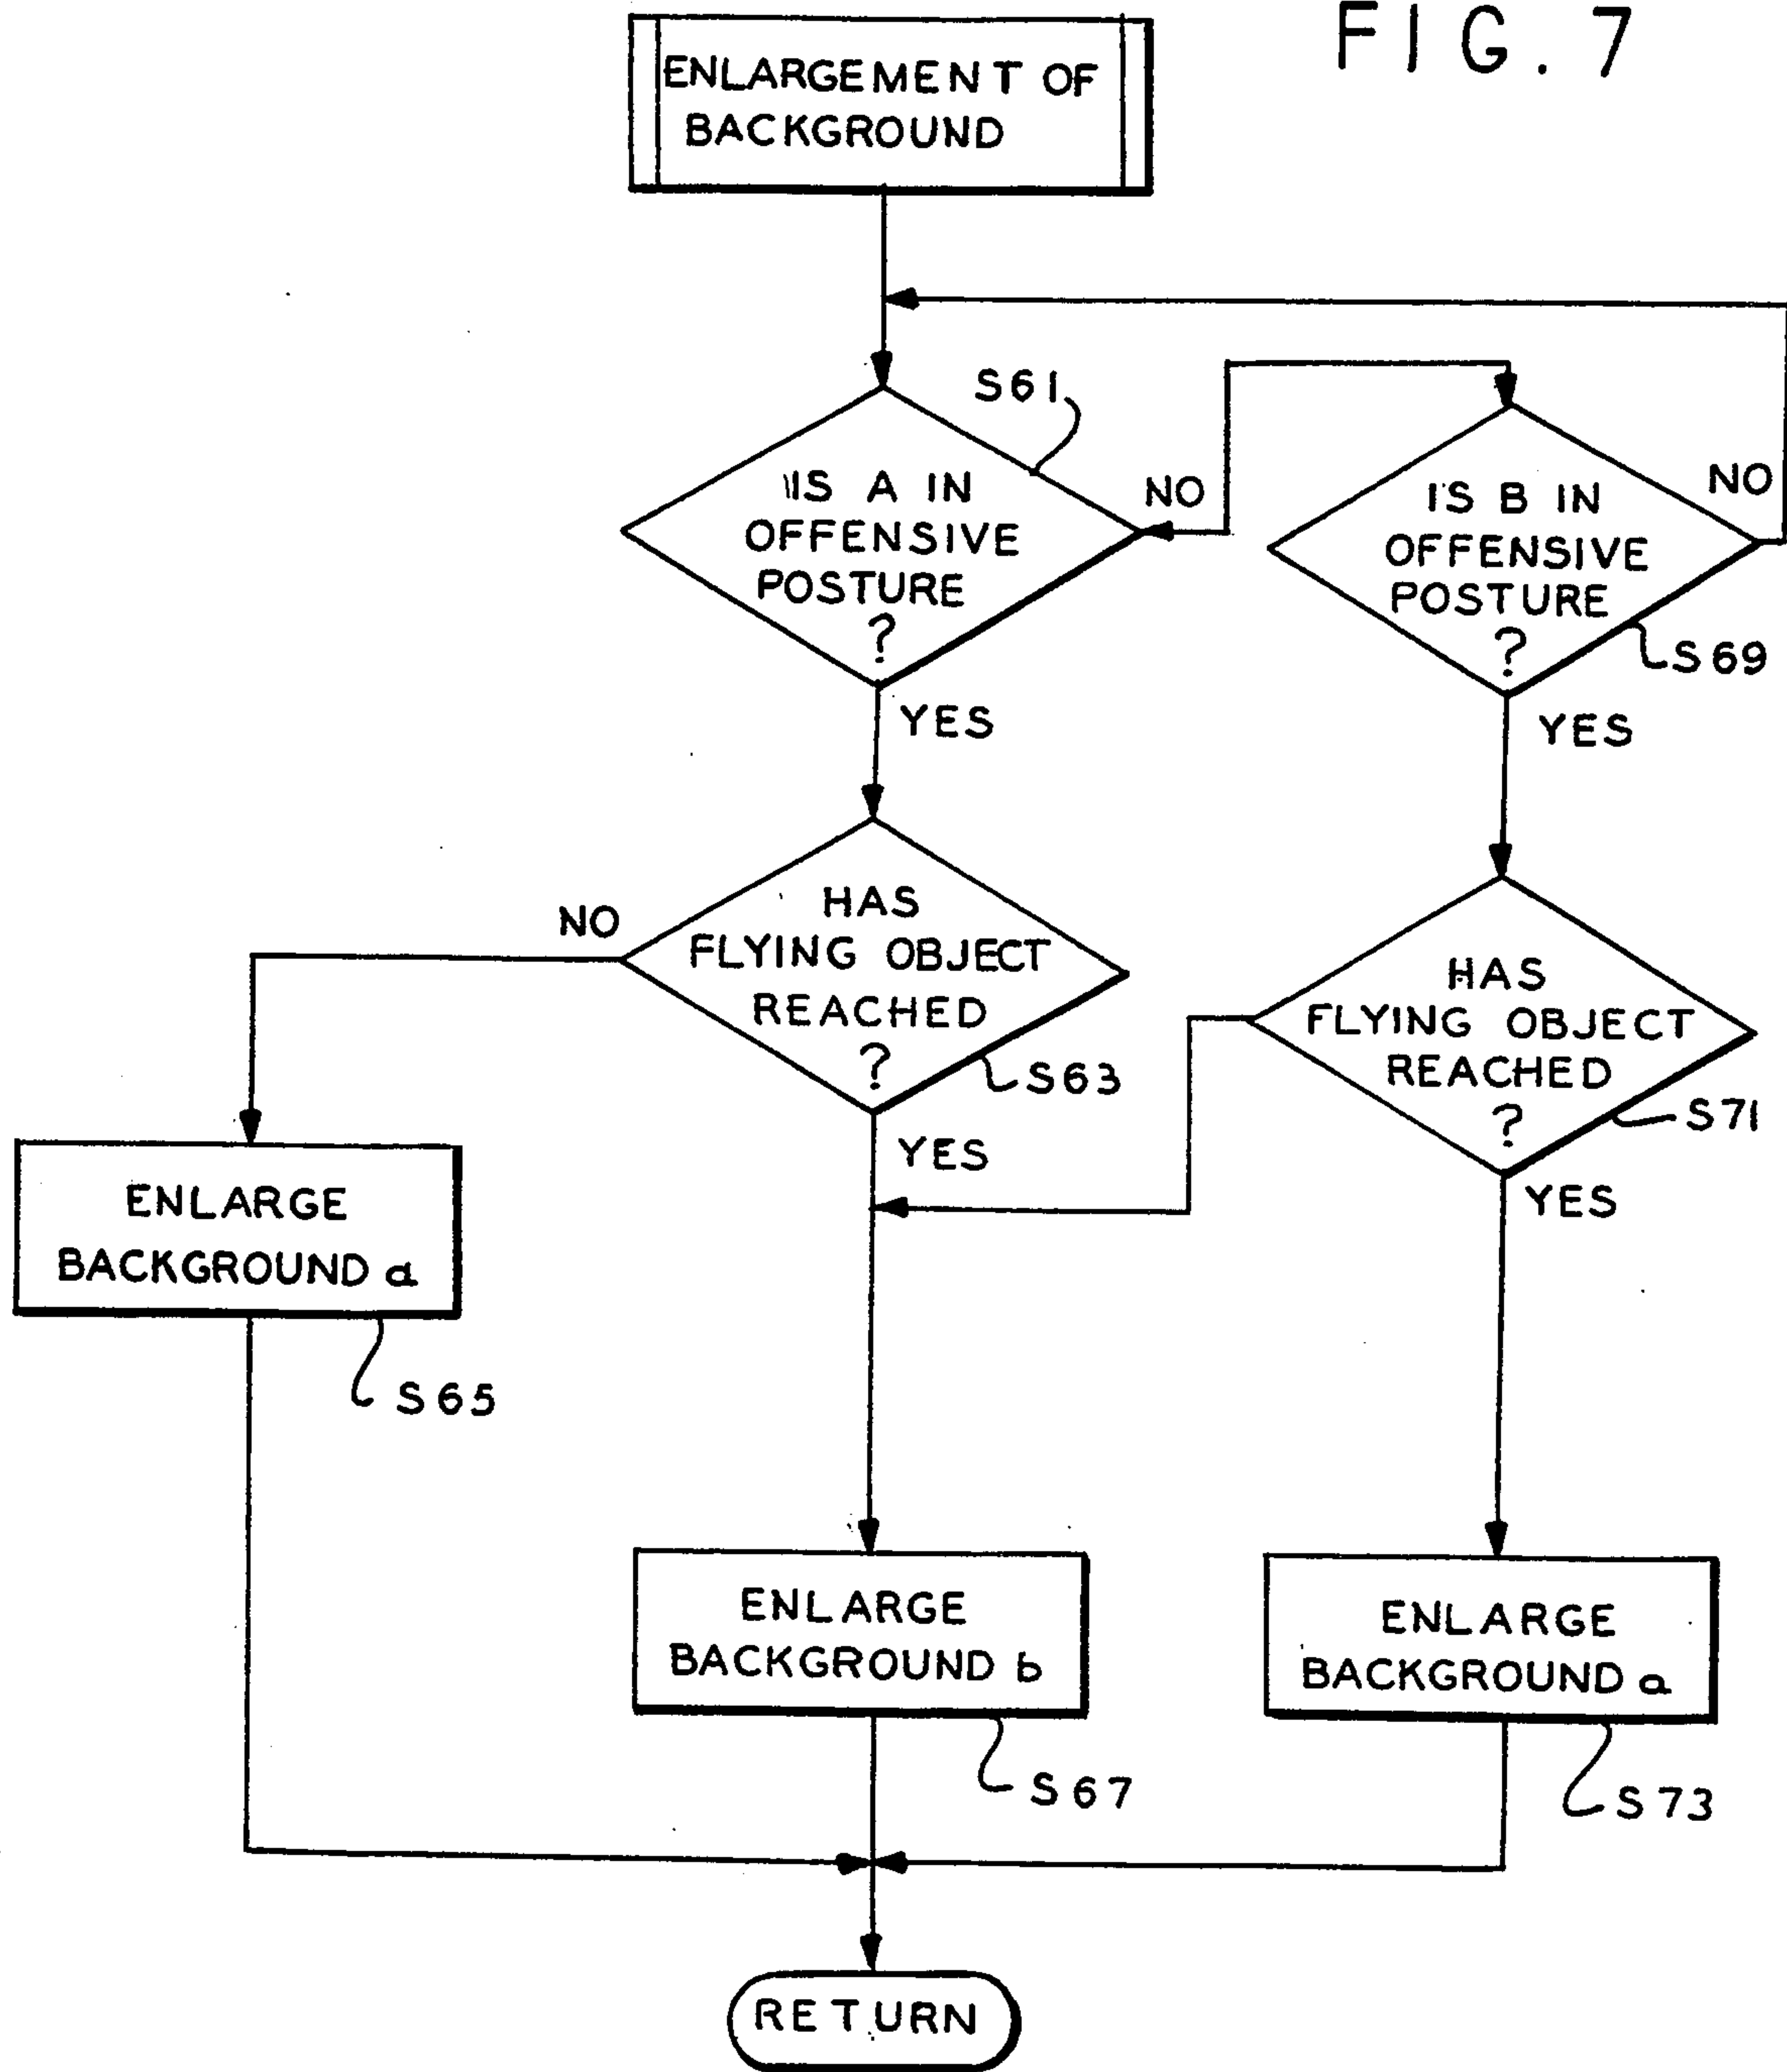 FIG. 7
ENLARGEMENT OF
BACKGROUND
S61
IS A IN
OFFENSIVE
POSTURE
?
NO
YES
IS B IN
OFFENSIVE
POSTURE
?
NO
S69
YES
HAS
FLYING OBJECT
REACHED
?
NO
S63
YES
HAS
FLYING OBJECT
REACHED
?
S71
YES
ENLARGE
BACKGROUND a
S65
ENLARGE
BACKGROUND b
S67
ENLARGE
BACKGROUND a
S73
RETURN